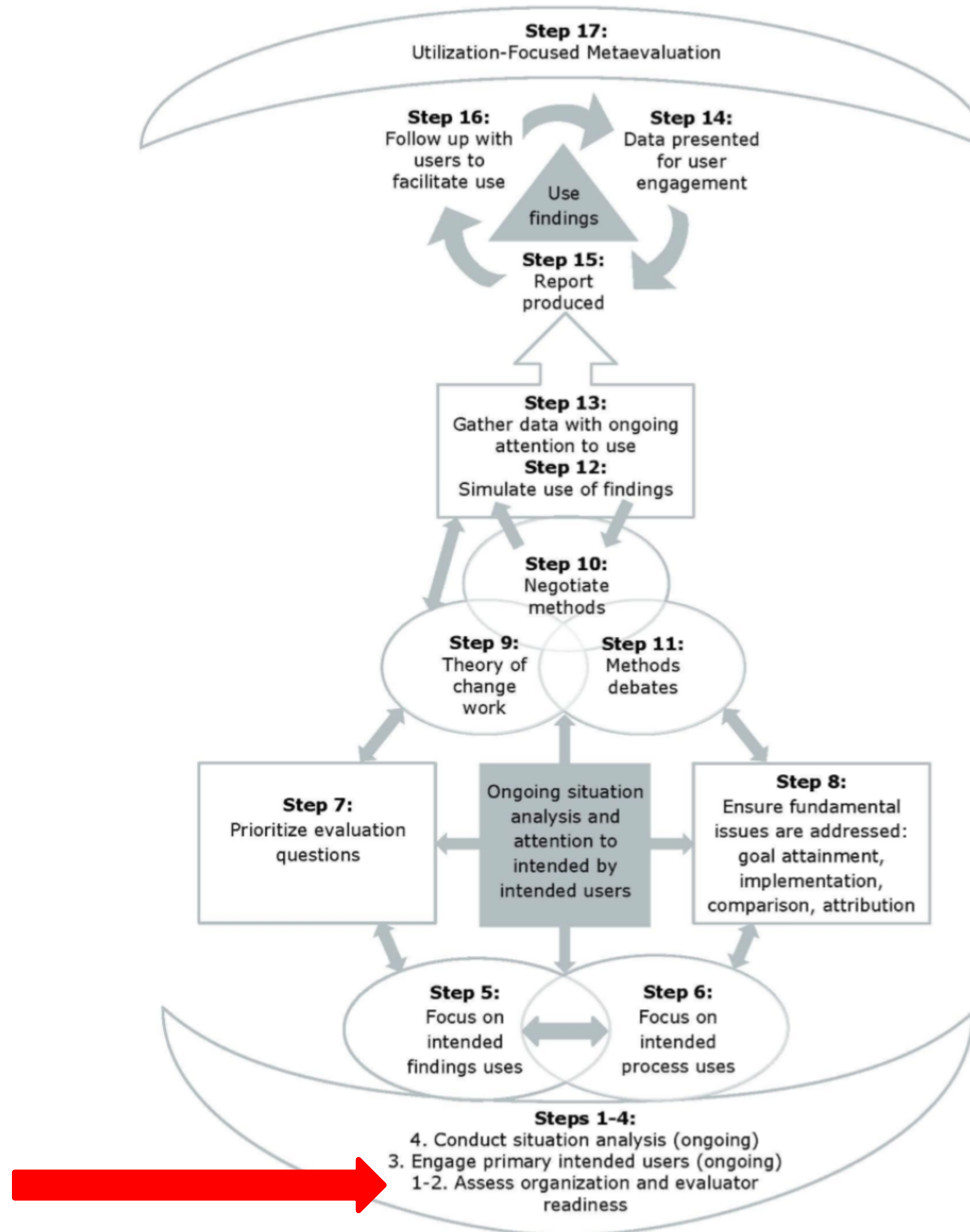 Step 17:
Utilization-Focused Metaevaluation
Step 16:
Follow up with
users to
facilitate use
Step 14:
Data presented
for user
engagement
Use
findings
Step 15:
Report
produced
Step 13:
Gather data with ongoing
attention to use
Step 12:
Simulate use of findings
Step 10:
Negotiate
methods
Step 9:
Theory of
change
work
Step 11:
Methods
debates
Step 7:
Prioritize evaluation
questions
Ongoing situation
analysis and
attention to
intended by
intended users
Step 8:
Ensure fundamental
issues are addressed:
goal attainment,
implementation,
comparison, attribution
Step 5:
Focus on
intended
findings uses
Step 6:
Focus on
intended
process uses
Steps 1-4:
4. Conduct situation analysis (ongoing)
3. Engage primary intended users (ongoing)
1-2. Assess organization and evaluator
readiness